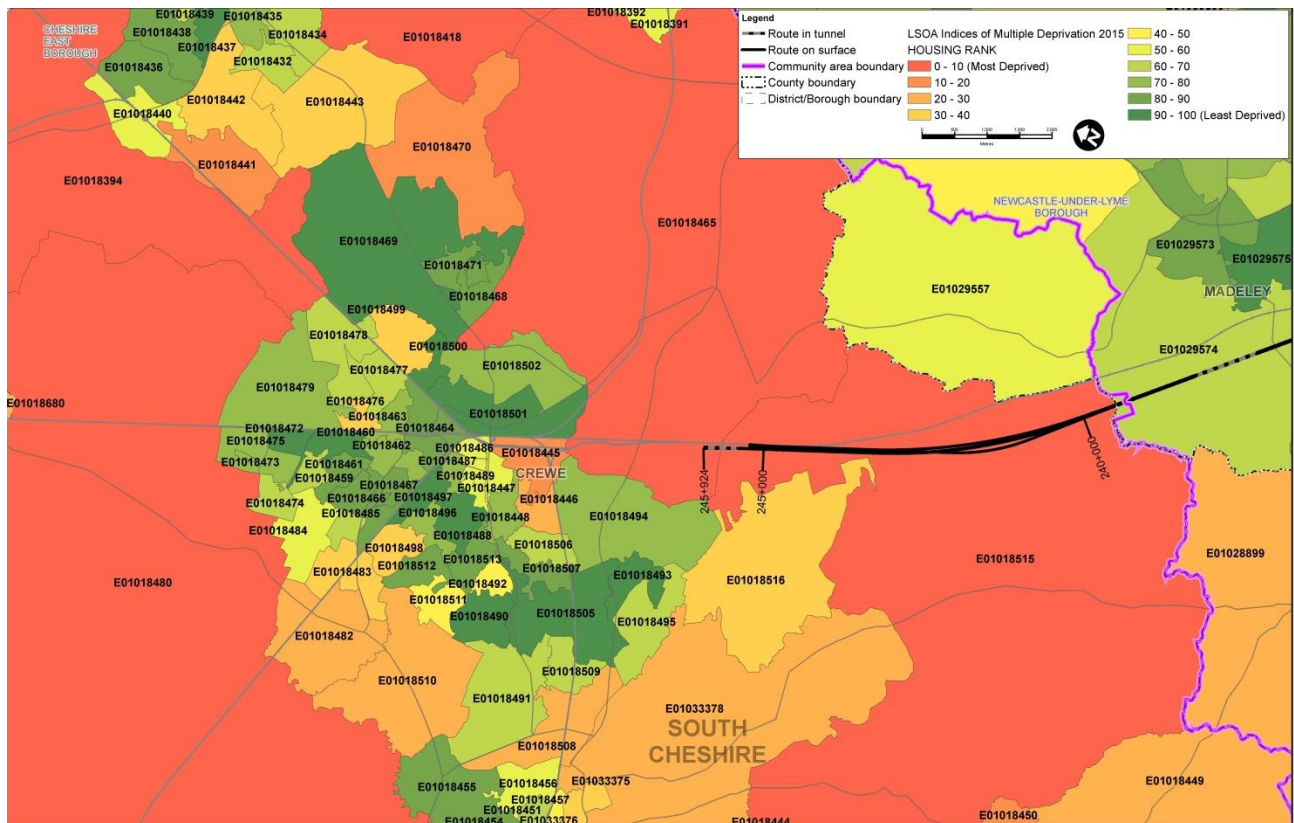 E01018439
E01018435
E01018438
E01018434
E01018437
CHESHIRE
EAST
BOROUGH
E01018418
E01018436
E01018432
E01018392
E01018391
Legend
Route in tunnel
Route on surface
Community area boundary
County boundary
District/Borough boundary
LSOA Indices of Multiple Deprivation 2015
HOUSING RANK
0 - 10 (Most Deprived)
10 - 20
20 - 30
30 - 40
40 - 50
50 - 60
60 - 70
70 - 80
80 - 90
90 - 100 (Least Deprived)
Metres
N
E01018442
E01018443
E01018440
E01018441
E01018470
E01018394
E01018465
E01018469
E01018471
E01018468
NEWCASTLE-UNDER-LYME
BOROUGH
E01029573
E01029575
MADELEY
E01029557
E01029574
E01018499
E01018478
E01018500
E01018502
E01018477
E01018479
E01018476
E01018680
E01018463
E01018501
E01018472
E01018460
E01018464
E01018475
E01018462
E01018486
E01018445
E01018473
E01018461
E01018487
E01018459
E01018489
CREWE
E01018467
E01018447
E01018474
E01018466
E01018497
E01018446
E01018485
E01018496
E01018448
E01018494
E01018484
E01018488
245+924
245+000
240+000
E01018498
E01018506
E01018483
E01018512
E01018513
E01018507
E01018493
E01018480
E01018492
E01018516
E01018515
E01028899
E01018511
E01018490
E01018505
E01018495
E01018482
E01018509
E01018510
E01018491
E01033378
SOUTH
CHESHIRE
E01018508
E01018455
E01018456
E01033375
E01018449
E01018457
E01018451
E01018454
E01033376
E01018444
E01018450